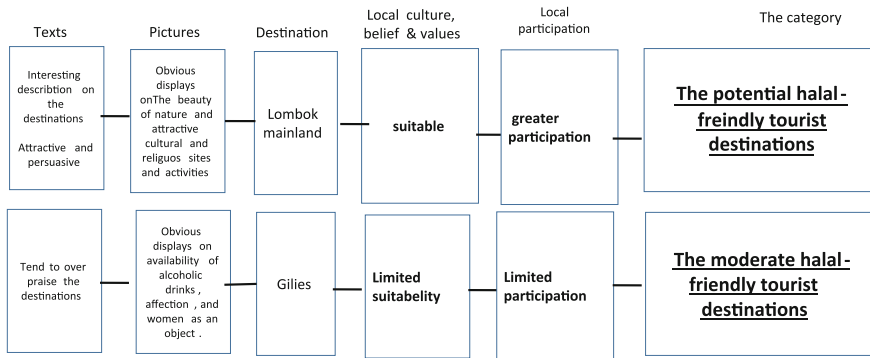 Texts
Pictures
Destination
Local culture,
belief & values
Local
participation
The category
Interesting
describtion on
the
destinations
Attractive and
persuasive
Obvious
displays
onThe beauty
of nature and
attractive
cultural and
religuos sites
and activities
Lombok
mainland
suitable
greater
participation
The potential halal-
freindly tourist
destinations
Tend to over
praise the
destinations
Obvious
displays on
availability of
alcoholic
drinks ,
affection , and
women as an
object .
Gilies
Limited
suitabelity
Limited
participation
The moderate halal-
friendly tourist
destinations